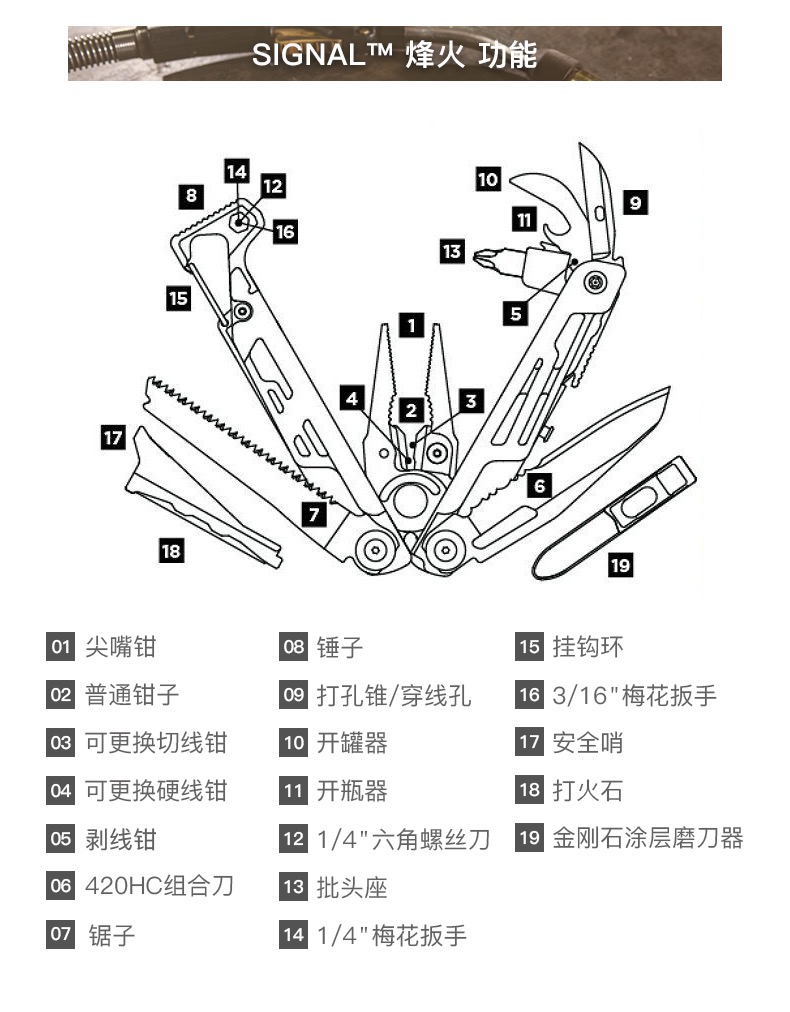 SIGNAL™ 烽火 功能
14
12
8
16
15
10
9
11
13
5
1
4
3
2
17
6
7
18
19
01 尖嘴钳
02 普通钳子
03 可更换切线钳
04 可更换硬线钳
05 剥线钳
06 420HC组合刀
07 锯子
08 锤子
09 打孔锥/穿线孔
10 开罐器
11 开瓶器
12 1/4"六角螺丝刀
13 批头座
14 1/4"梅花扳手
15 挂钩环
16 3/16"梅花扳手
17 安全哨
18 打火石
19 金刚石涂层磨刀器